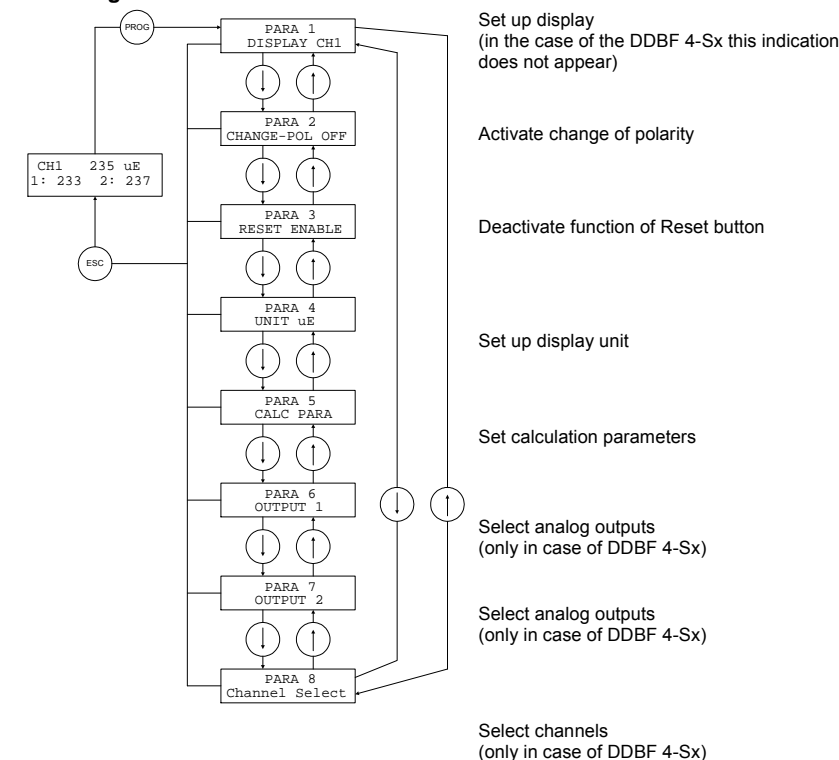 PROG
PARA 1
DISPLAY CH1
Set up display
(in the case of the DDBF 4-Sx this indication
does not appear)
PARA 2
CHANGE-POL OFF
Activate change of polarity
CH1 235 uE
1: 233 2: 237
PARA 3
RESET ENABLE
Deactivate function of Reset button
ESC
PARA 4
UNIT uE
Set up display unit
PARA 5
CALC PARA
Set calculation parameters
PARA 6
OUTPUT 1
Select analog outputs
(only in case of DDBF 4-Sx)
PARA 7
OUTPUT 2
Select analog outputs
(only in case of DDBF 4-Sx)
PARA 8
Channel Select
Select channels
(only in case of DDBF 4-Sx)